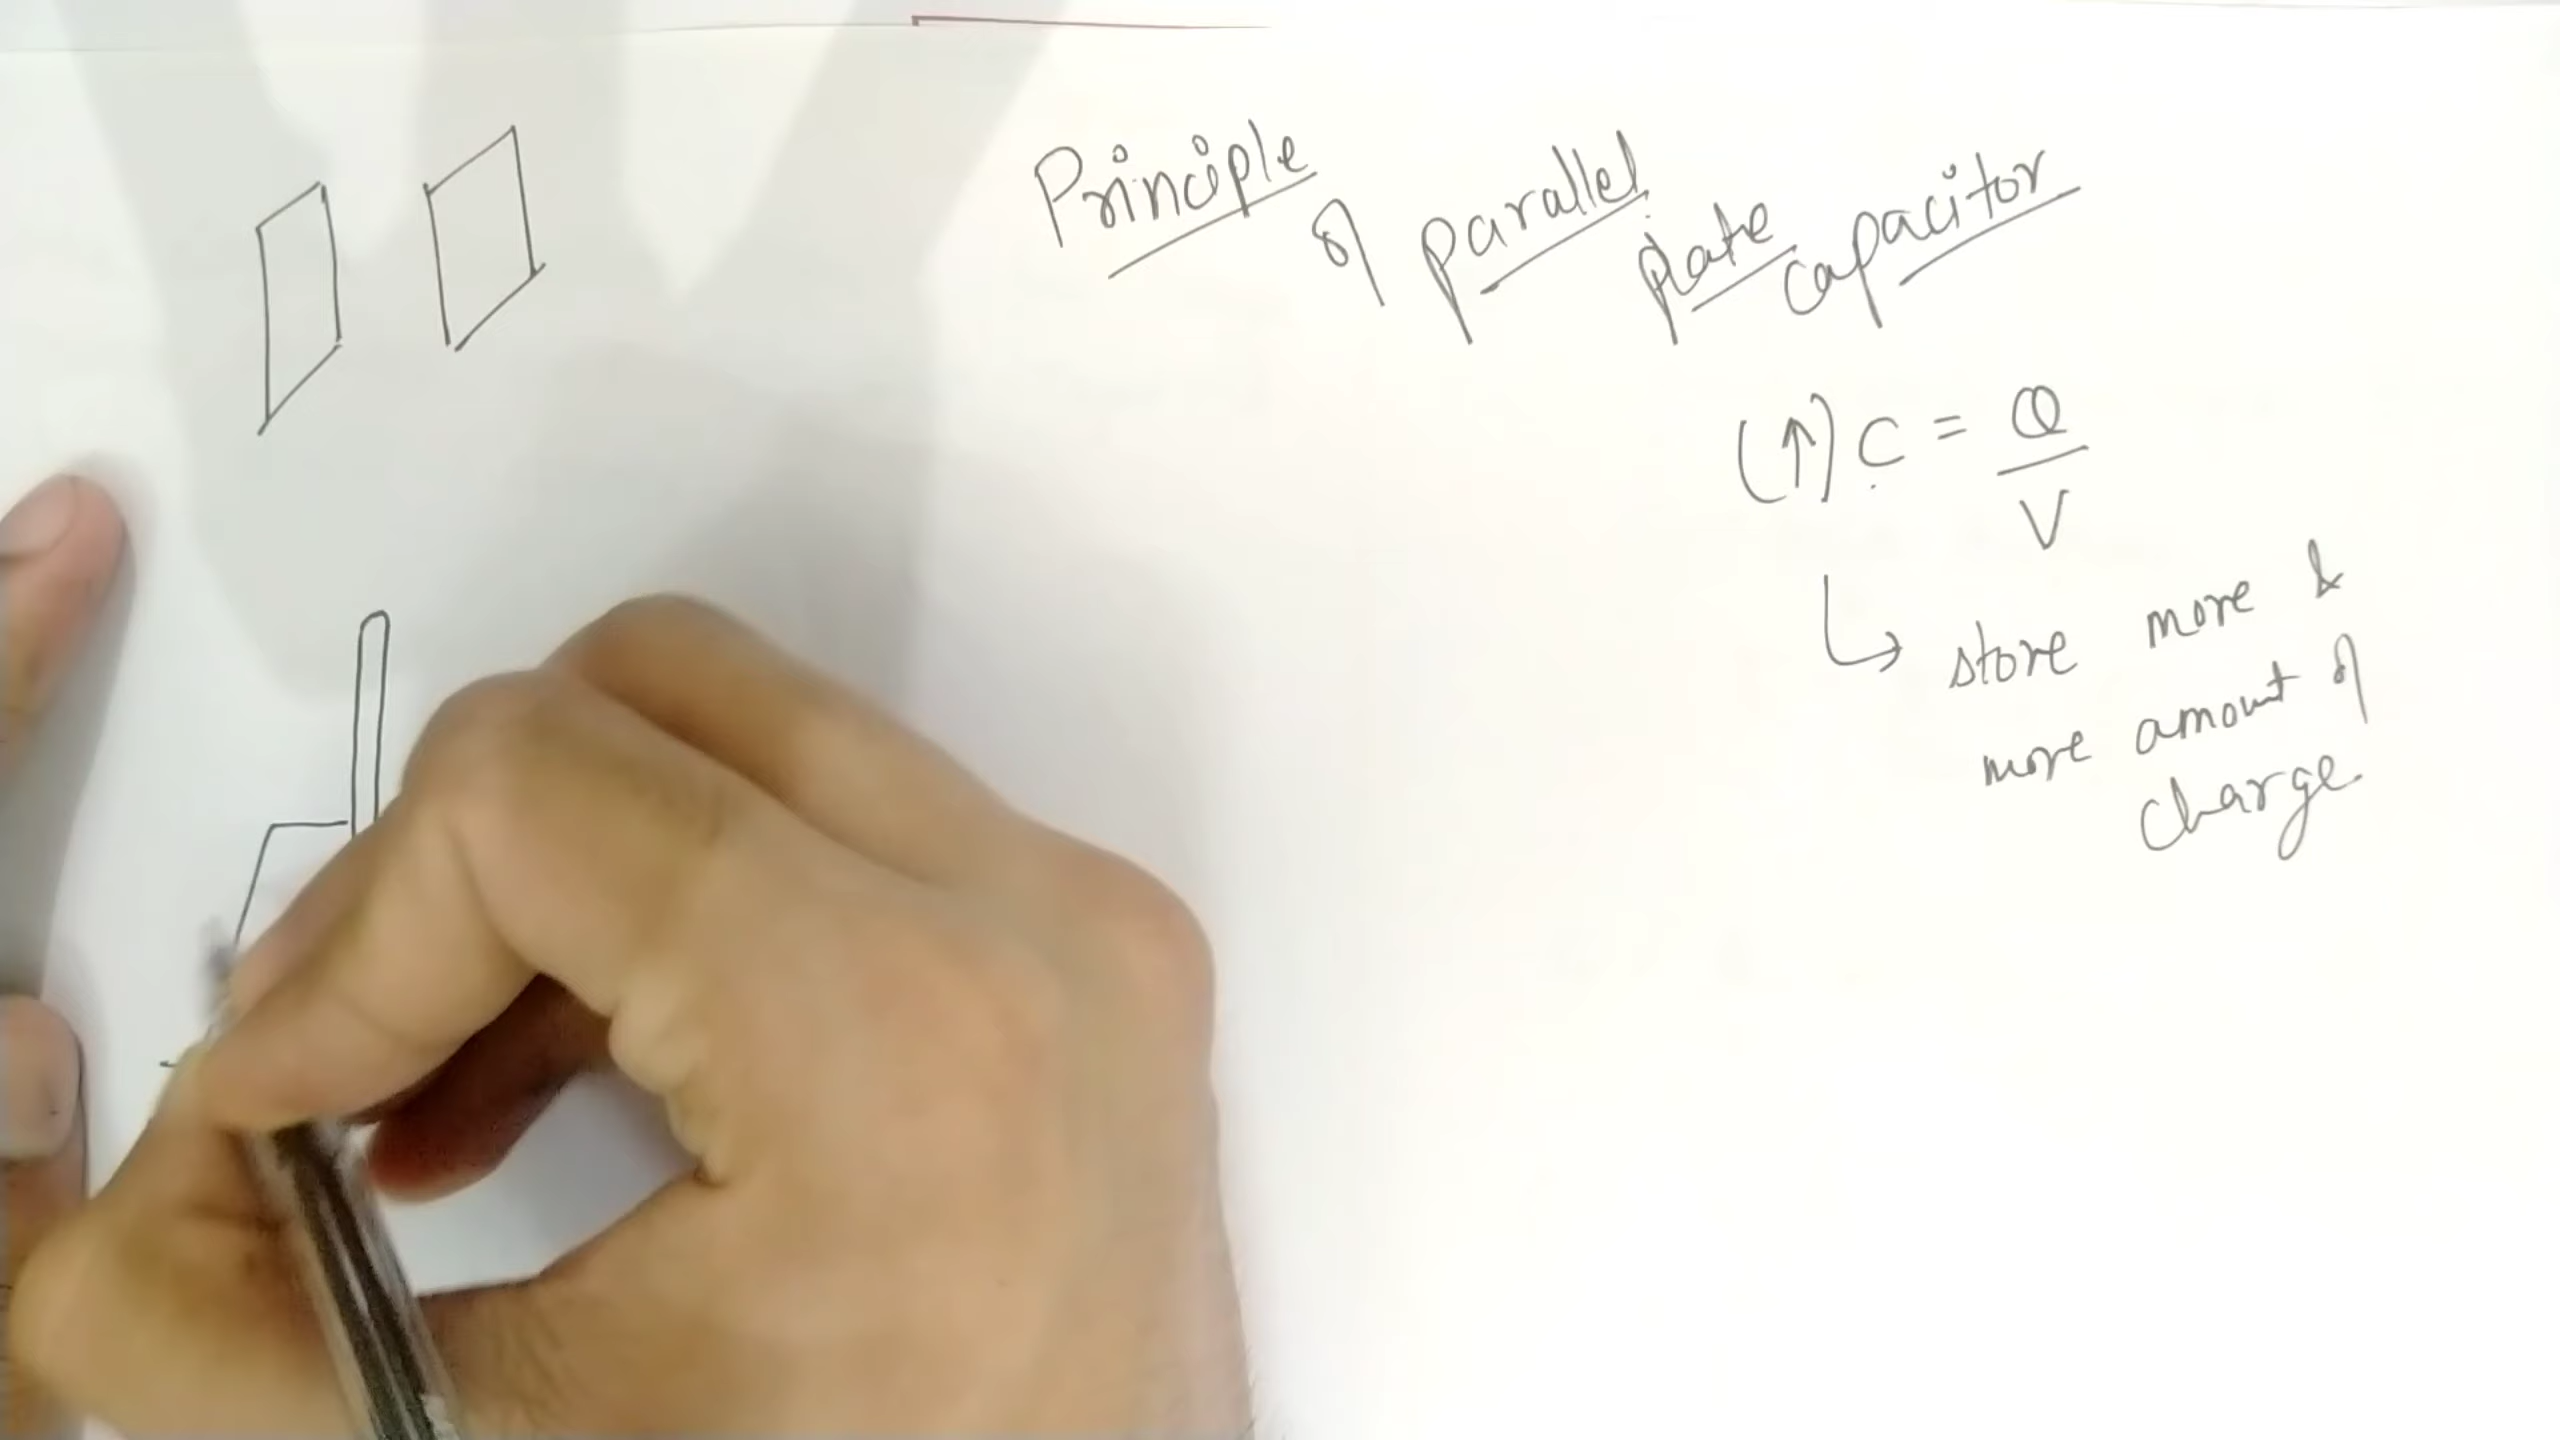 Principle of parallel plate capacitor
(↑) C = Q
V
↳ store more &
more amount of
charge